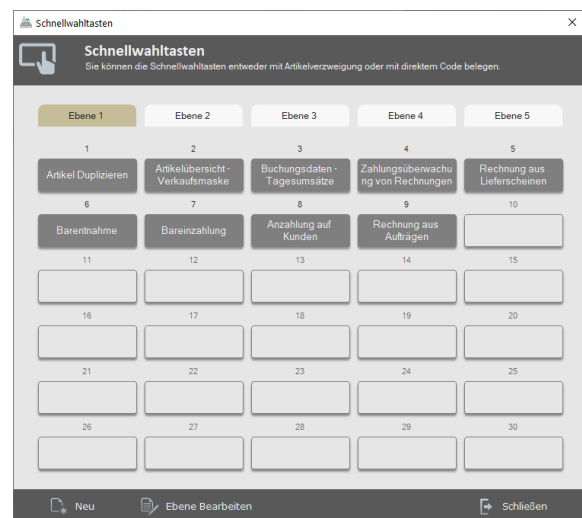 Schnellwahltasten
Schnellwahltasten
Sie können die Schnellwahltasten entweder mit Artikelverzweigung oder mit direktem Code belegen.
Ebene 1 Ebene 2 Ebene 3 Ebene 4 Ebene 5
1 2 3 4 5
Artikel Duplizieren
Artikelübersicht-
Verkaufsmaske
Buchungsdaten -
Tagesumsätze
Zahlungsüberwachu
ng von Rechnungen
Rechnung aus
Lieferscheinen
6 7 8 9 10
Barentnahme
Bareinzahlung
Anzahlung auf
Kunden
Rechnung aus
Aufträgen
11 12 13 14 15
16 17 18 19 20
21 22 23 24 25
26 27 28 29 30
Neu Ebene Bearbeiten Schließen